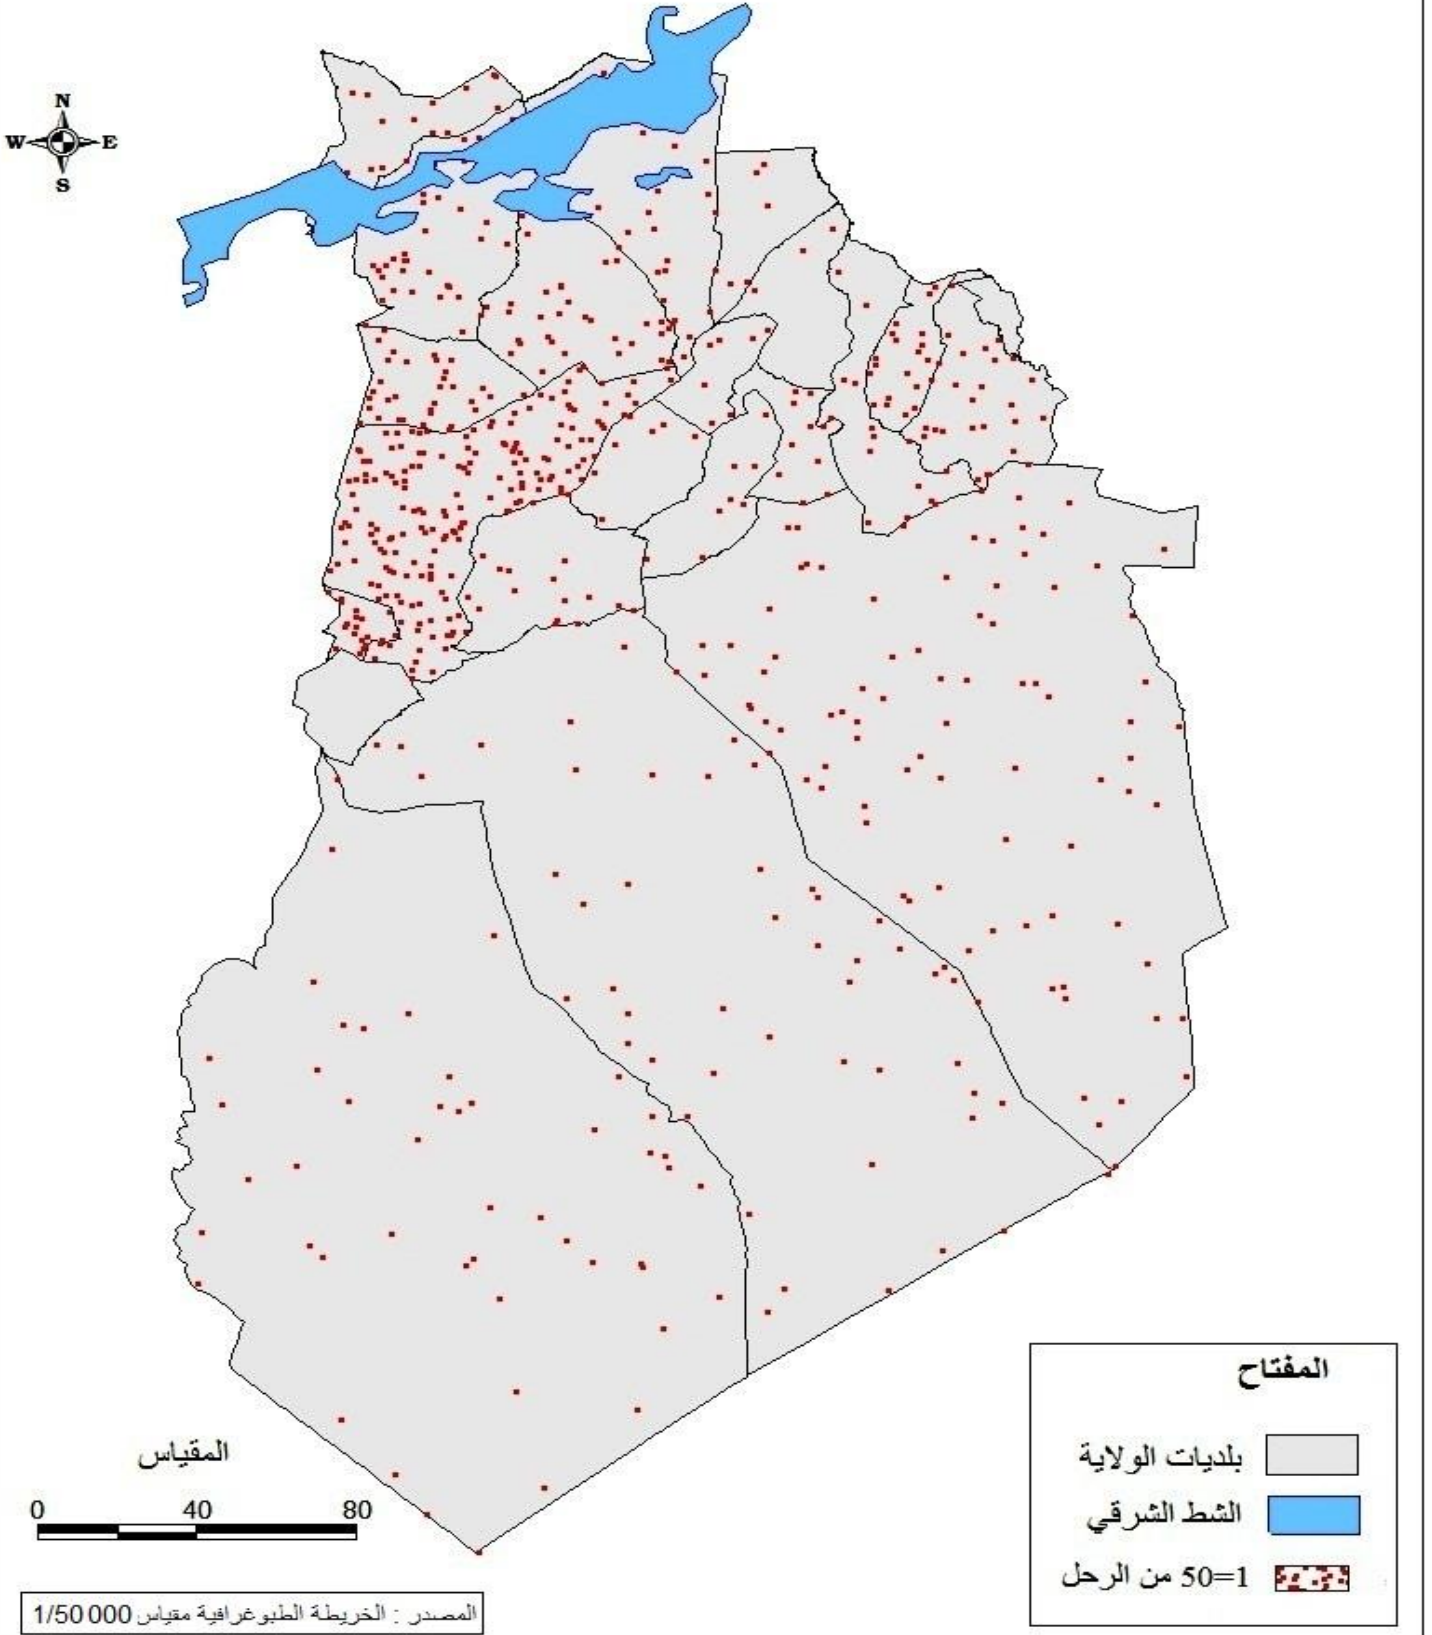 N
W E
S
المفتاح
بلديات الولاية
الشط الشرقي
1=50 من الرحل
المقياس
0 40 80
المصدر : الخريطة الطبوغرافية مقياس 1/50 000